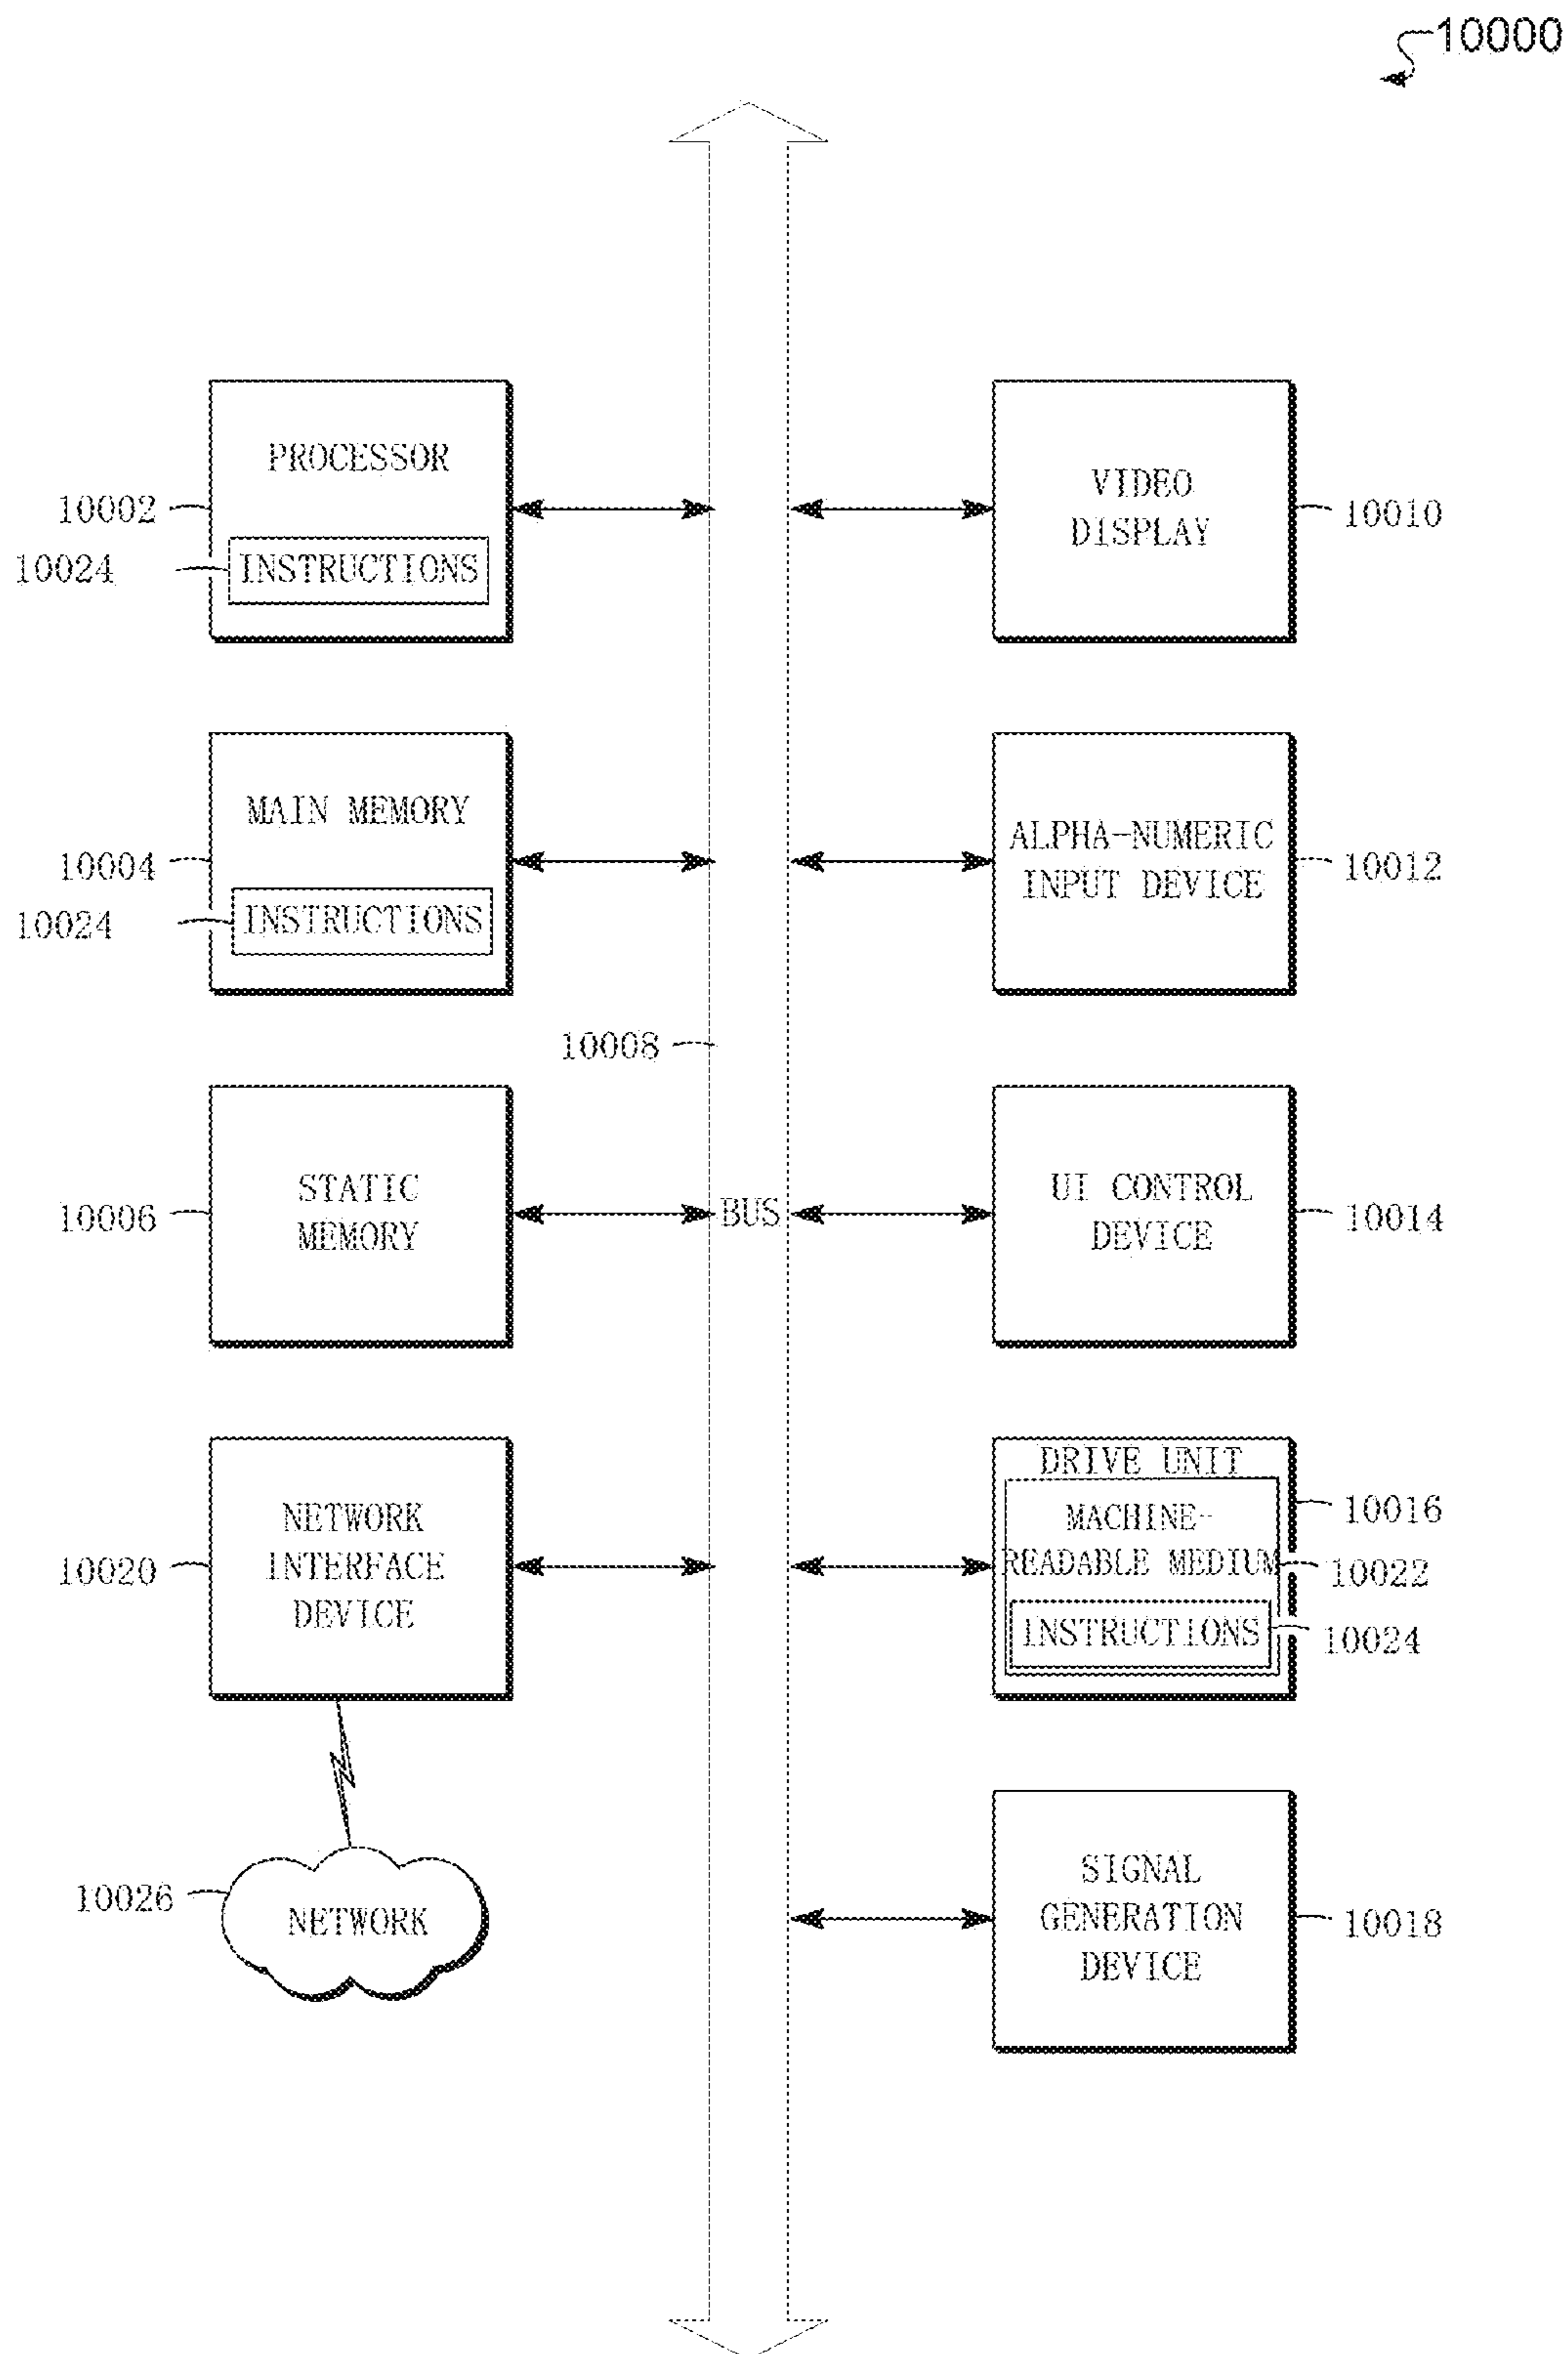 10000
PROCESSOR
10002
10024
INSTRUCTIONS
VIDEO
DISPLAY
10010
MAIN MEMORY
10004
10024
INSTRUCTIONS
ALPHA-NUMERIC
INPUT DEVICE
10012
10008
STATIC
MEMORY
10006
BUS
UI CONTROL
DEVICE
10014
NETWORK
INTERFACE
DEVICE
10020
DRIVE UNIT
10016
MACHINE-
READABLE MEDIUM
10022
INSTRUCTIONS
10024
10026
NETWORK
SIGNAL
GENERATION
DEVICE
10018